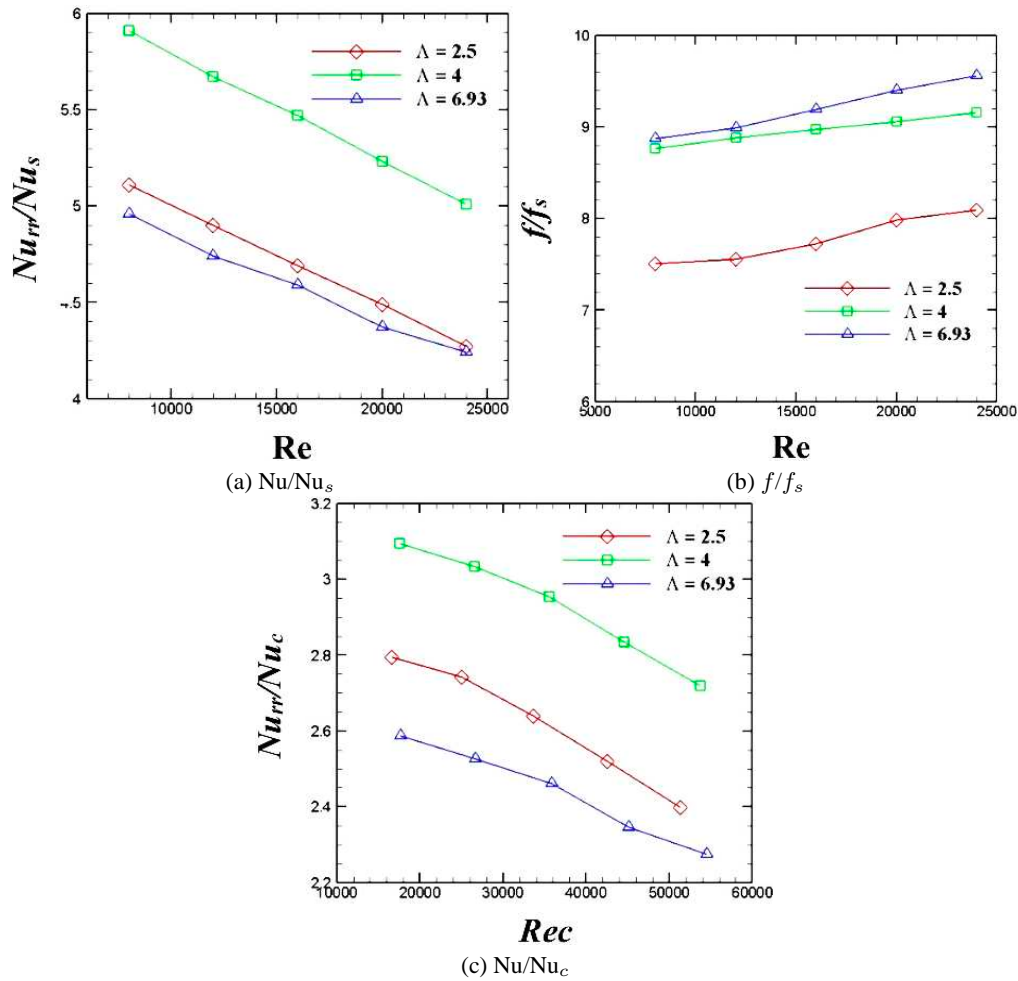 6
5.5
5
4.5
4
Nu_rr/Nu_s
Λ = 2.5
Λ = 4
Λ = 6.93
10000 15000 20000 25000
Re
(a) Nu/Nu_s
10
9
8
7
6
f/f_s
Λ = 2.5
Λ = 4
Λ = 6.93
5000 10000 15000 20000 25000
Re
(b) f/f_s
3.2
3
2.8
2.6
2.4
2.2
Nu_rr/Nu_c
Λ = 2.5
Λ = 4
Λ = 6.93
10000 20000 30000 40000 50000 60000
Rec
(c) Nu/Nu_c